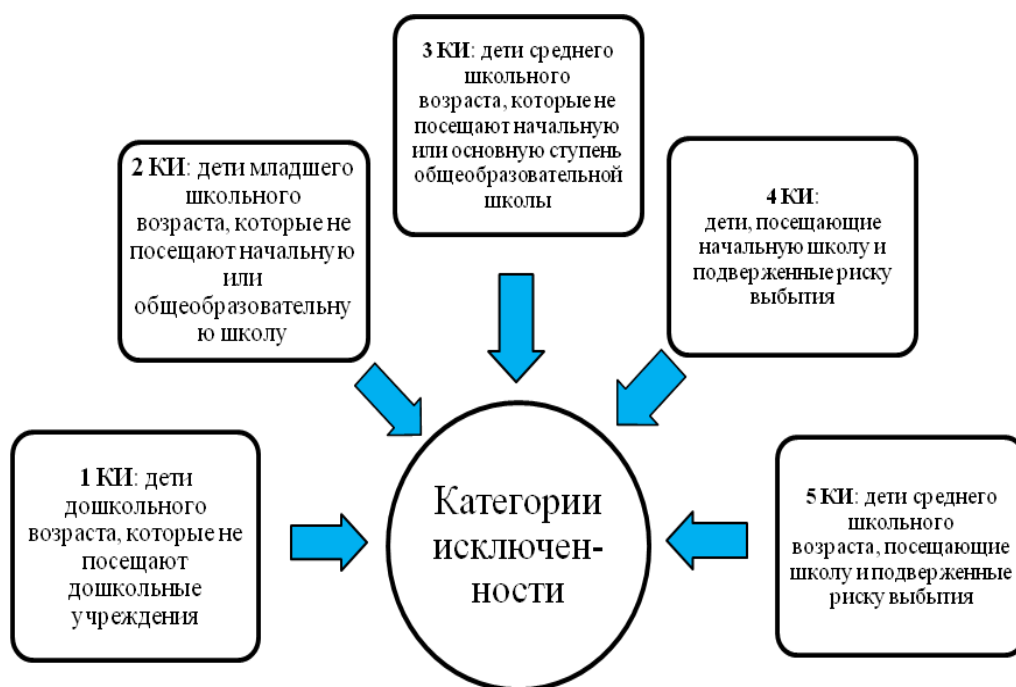 3 КИ: дети среднего
школьного
возраста, которые не
посещают начальную
или основную ступень
общеобразовательной
школы
2 КИ: дети младшего
школьного
возраста, которые не
посещают начальную
или
общеобразовательну
ю школу
4 КИ:
дети, посещающие
начальную школу и
подверженные риску
выбытия
1 КИ: дети
дошкольного
возраста, которые не
посещают
дошкольные
учреждения
Категории
исключен-
ности
5 КИ: дети среднего
школьного
возраста, посещающие
школу и подверженные
риску выбытия